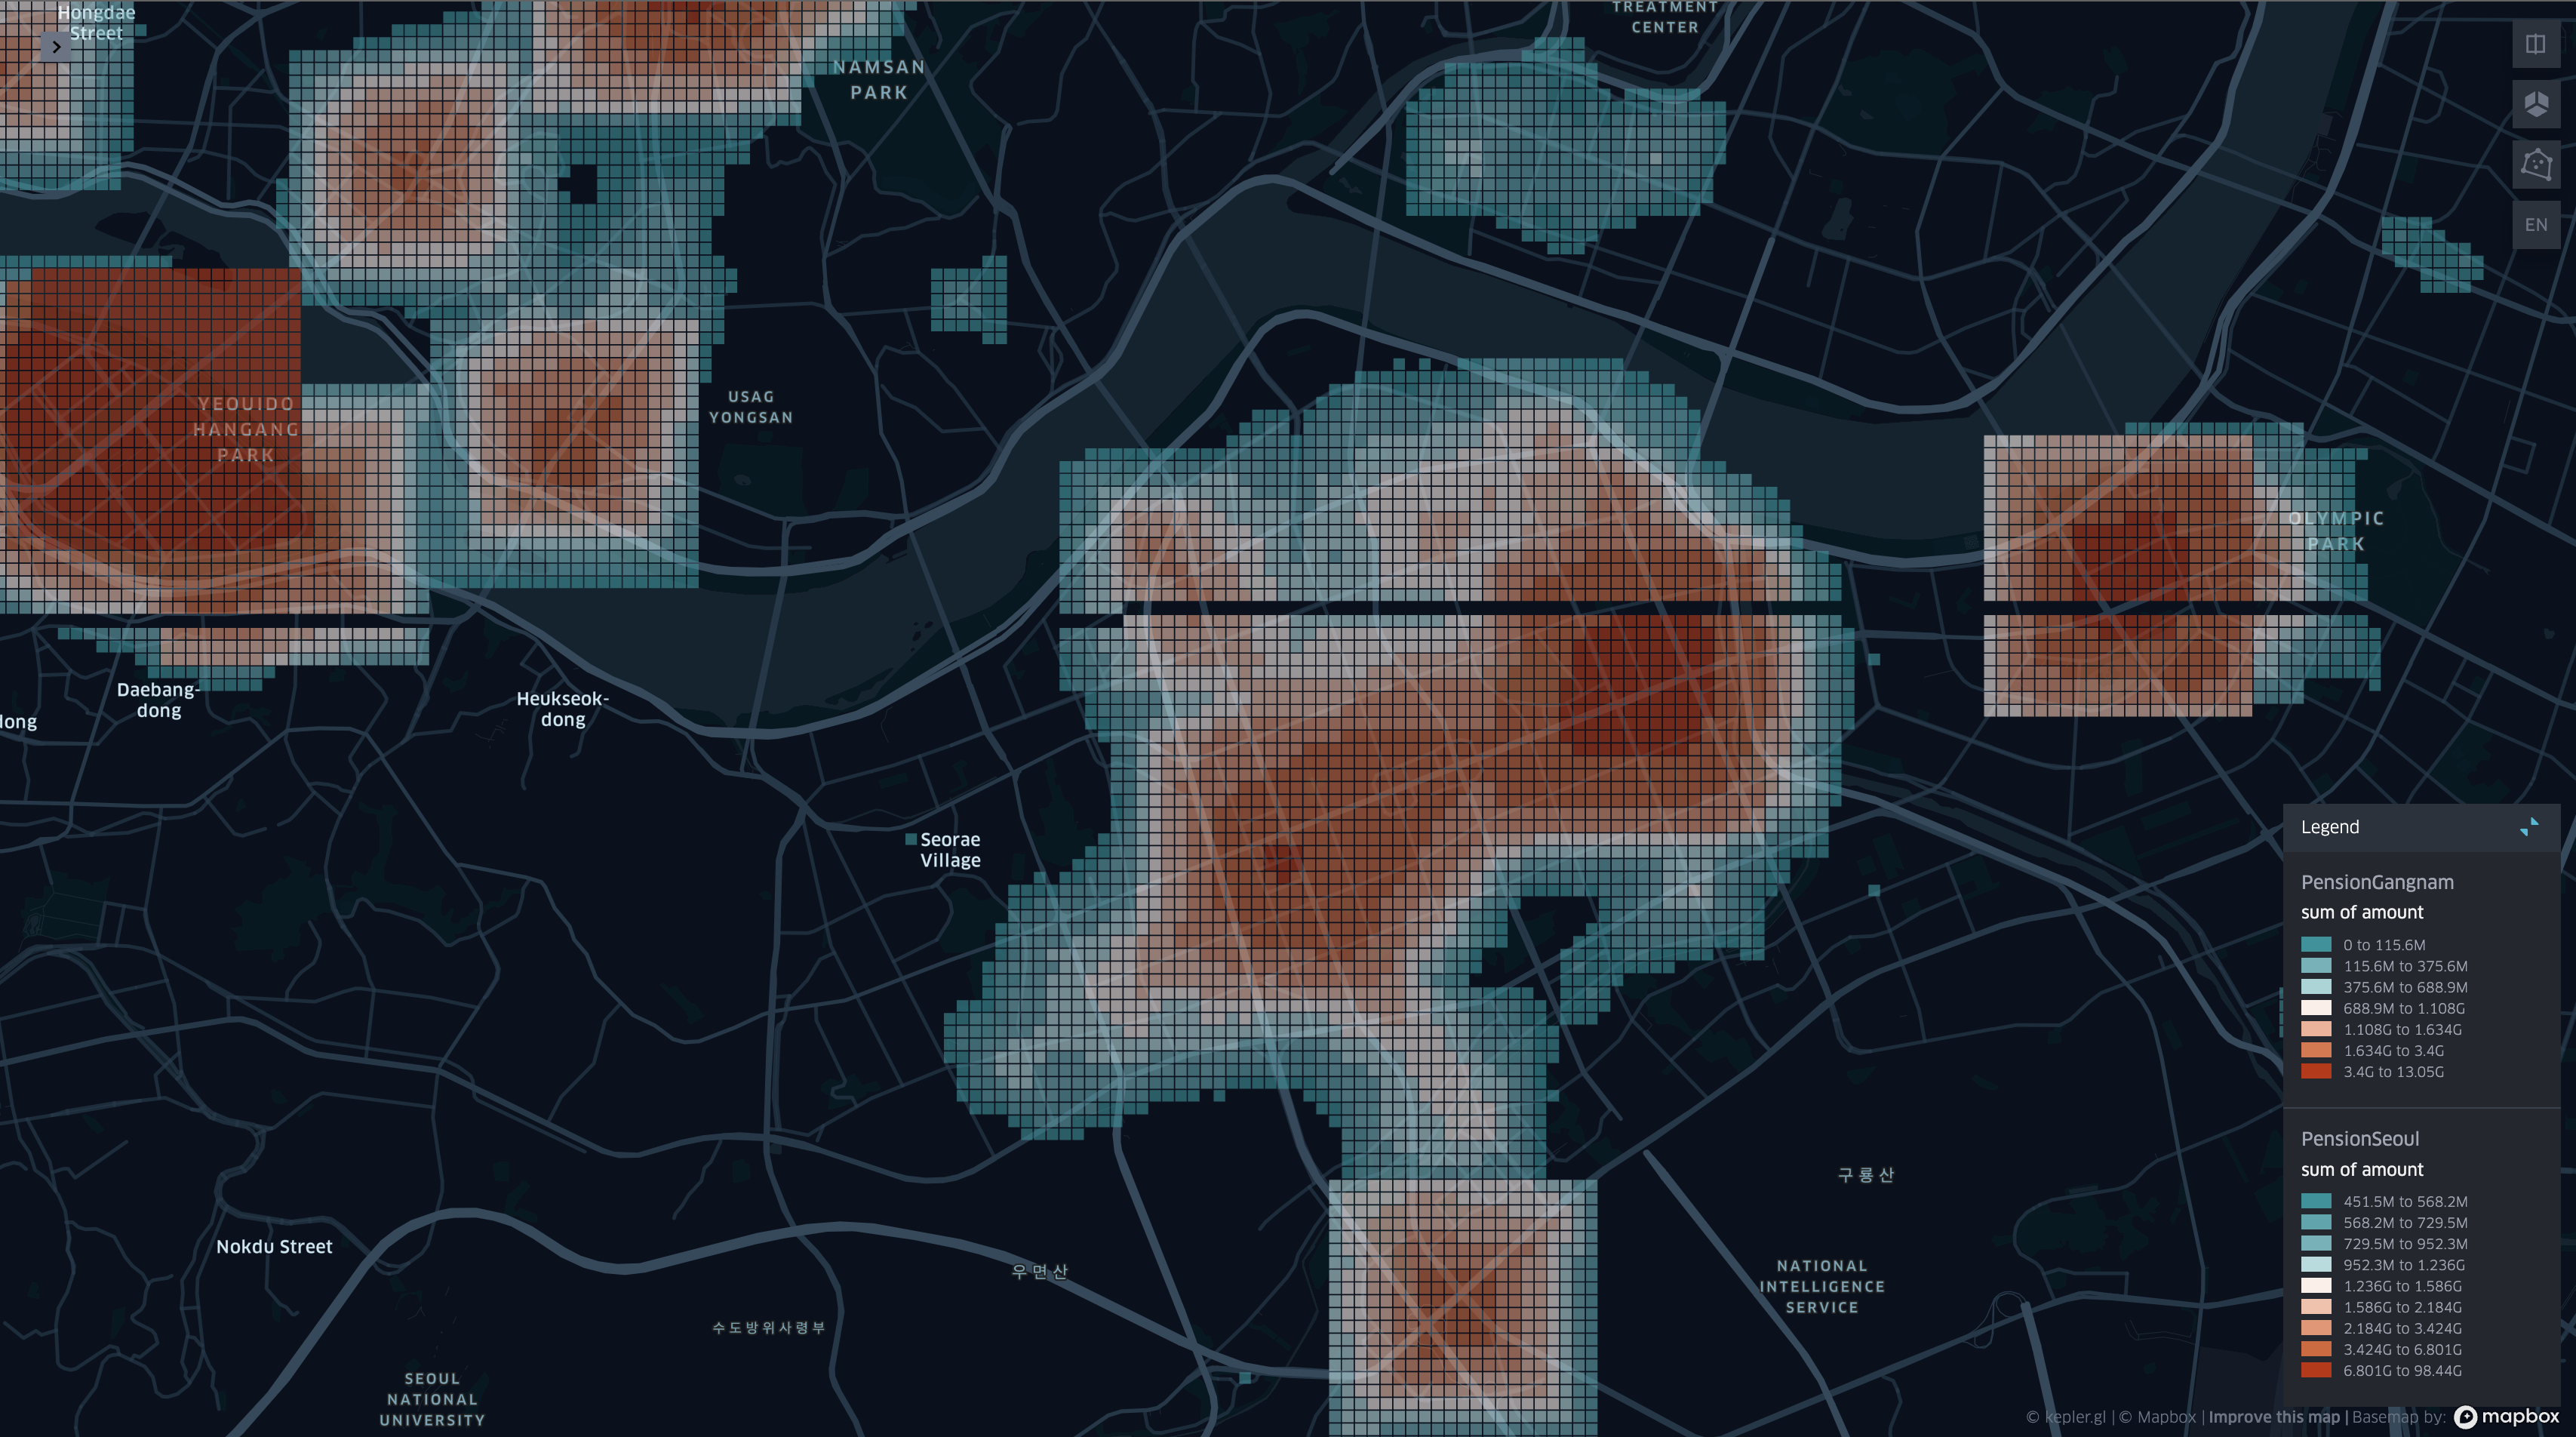 Hongdae
Street
TREATMENT
CENTER
NAMSAN
PARK
EN
YEOUIDO
HANGANG
PARK
USAG
YONGSAN
OLYMPIC
PARK
Daebang-
dong
Heukseok-
dong
dong
Seorae
Village
구룡산
Nokdu Street
우면산
수도방위사령부
NATIONAL
INTELLIGENCE
SERVICE
SEOUL
NATIONAL
UNIVERSITY
Legend
PensionGangnam
sum of amount
0 to 115.6M
115.6M to 375.6M
375.6M to 688.9M
688.9M to 1.108G
1.108G to 1.634G
1.634G to 3.4G
3.4G to 13.05G
PensionSeoul
sum of amount
451.5M to 568.2M
568.2M to 729.5M
729.5M to 952.3M
952.3M to 1.236G
1.236G to 1.586G
1.586G to 2.184G
2.184G to 3.424G
3.424G to 6.801G
6.801G to 98.44G
© kepler.gl | © Mapbox | Improve this map | Basemap by: mapbox